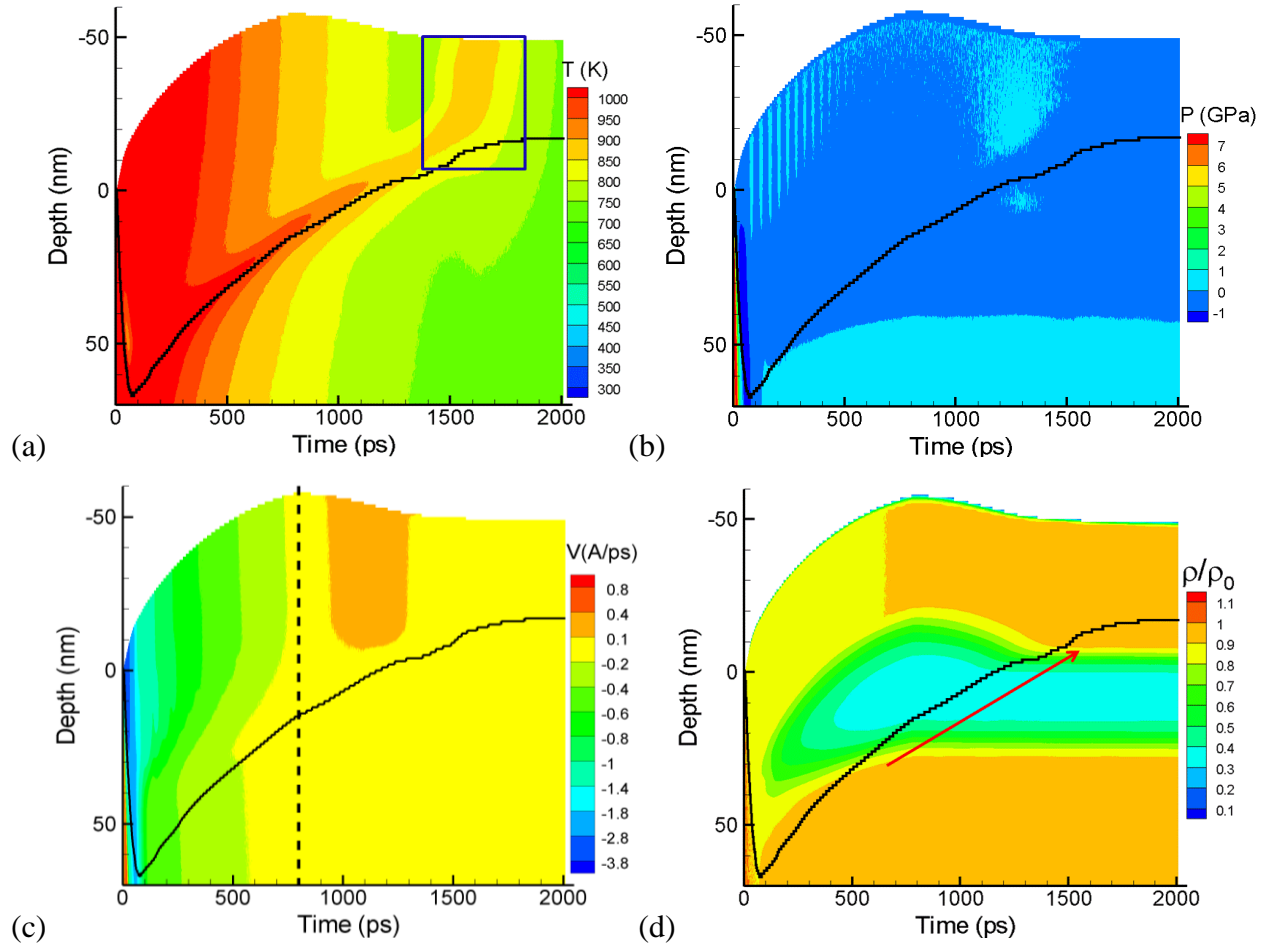 -50
0
50
Depth (nm)
0 500 1000 1500 2000
Time (ps)
T (K)
1000
950
900
850
800
750
700
650
600
550
500
450
400
350
300
(a)
-50
0
50
Depth (nm)
0 500 1000 1500 2000
Time (ps)
P (GPa)
7
6
5
4
3
2
1
0
-1
(b)
-50
0
50
Depth (nm)
0 500 1000 1500 2000
Time (ps)
V(A/ps)
0.8
0.4
0.1
-0.2
-0.4
-0.6
-0.8
-1
-1.4
-1.8
-2.8
-3.8
(c)
-50
0
50
Depth (nm)
0 500 1000 1500 2000
Time (ps)
ρ/ρ₀
1.1
1
0.9
0.8
0.7
0.6
0.5
0.4
0.3
0.2
0.1
(d)